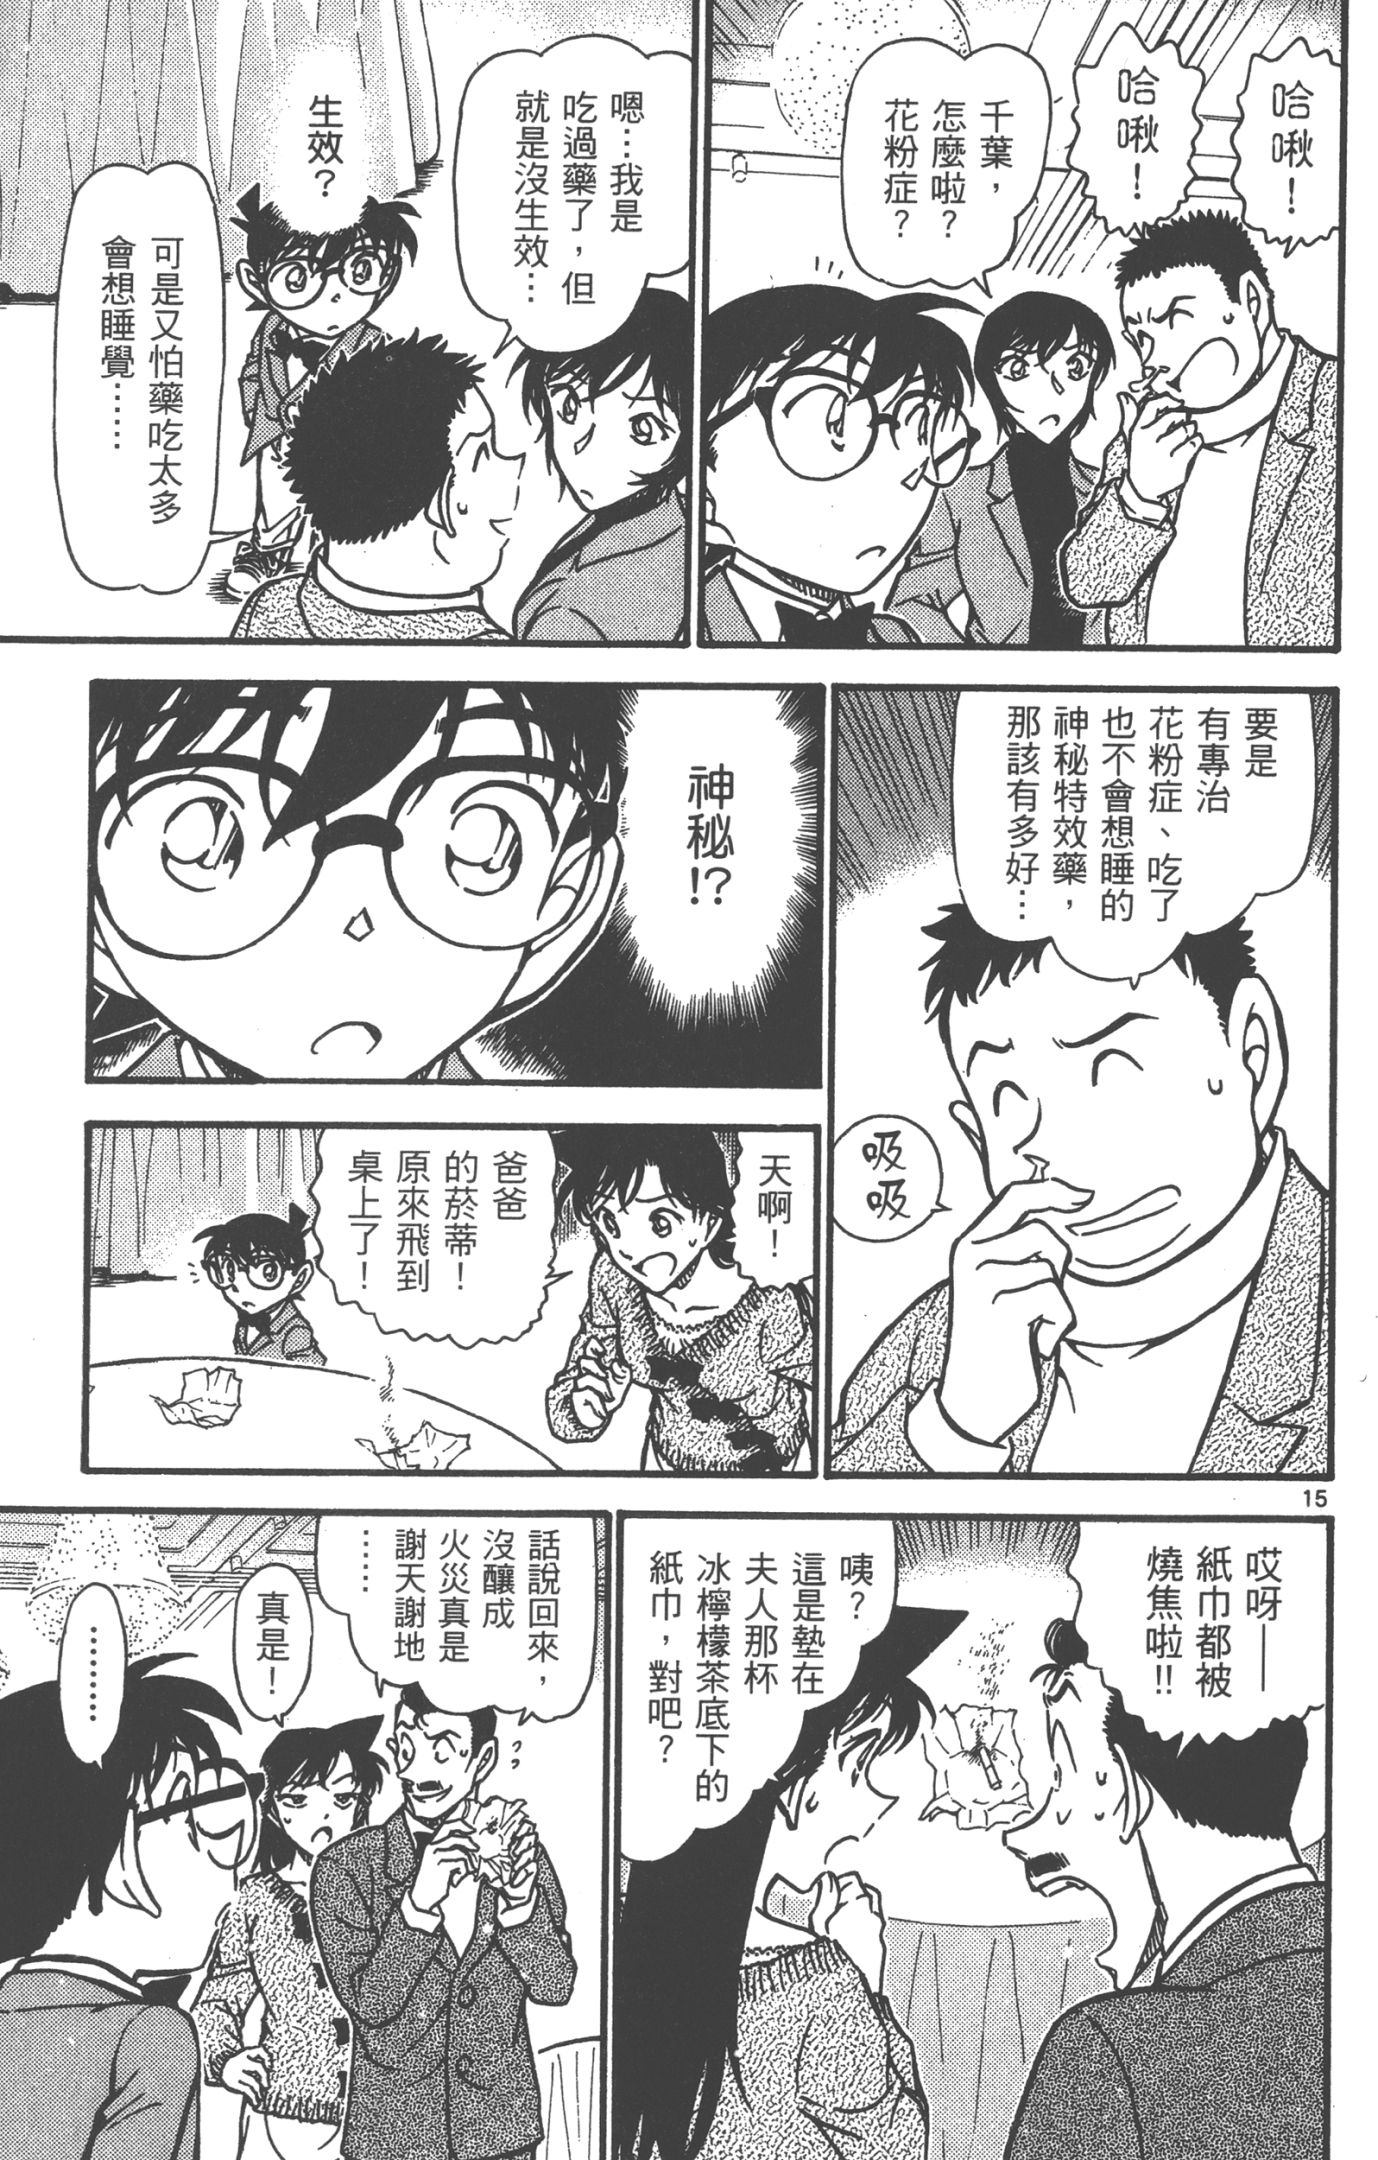 哈啾！
哈啾！
千葉，
怎麼啦？
花粉症？
嗯…我是
吃過藥了，但
就是沒生效…
生效？
可是又怕藥吃太多
會想睡覺……
要是
有專治
花粉症、吃了
也不會想睡的
神秘特效藥，
那該有多好…
吸
吸
神秘!?
天啊！
爸爸
的菸蒂！
原來飛到
桌上了！
15
哎呀—
紙巾都被
燒焦啦!!
咦？
這是墊在
夫人那杯
冰檸檬茶底下的
紙巾，對吧？
話說回來，
沒釀成
火災真是
謝天謝地
……
真是！
………